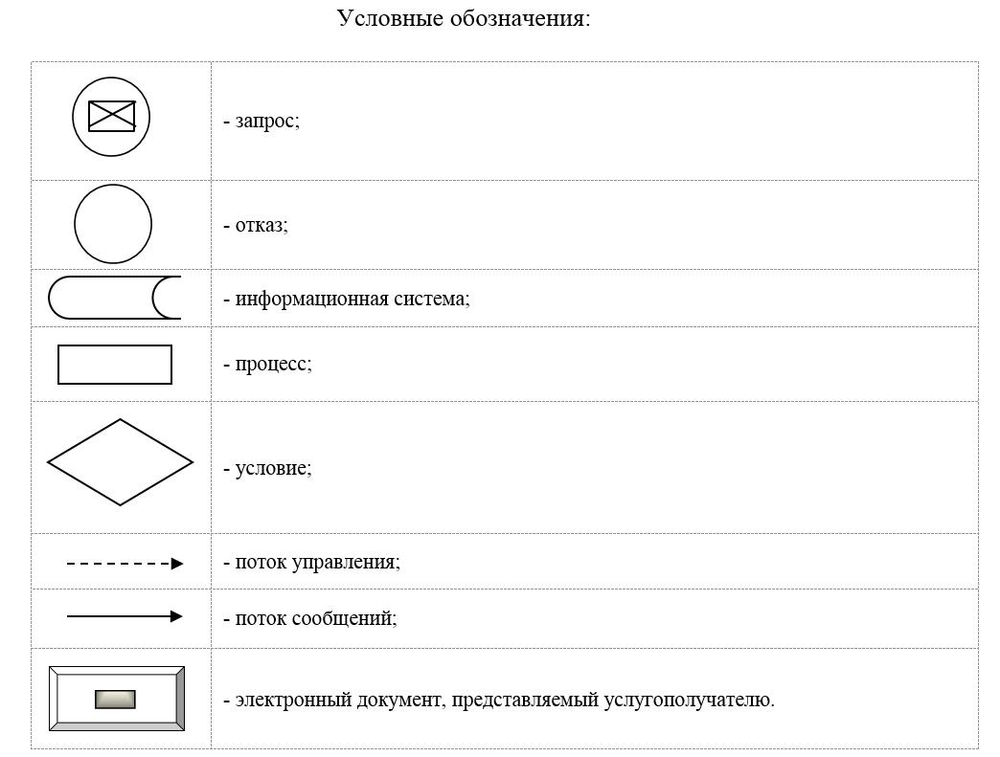 Условные обозначения:
- запрос;
- отказ;
- информационная система;
- процесс;
- условие;
- поток управления;
- поток сообщений;
- электронный документ, представляемый услугополучателю.